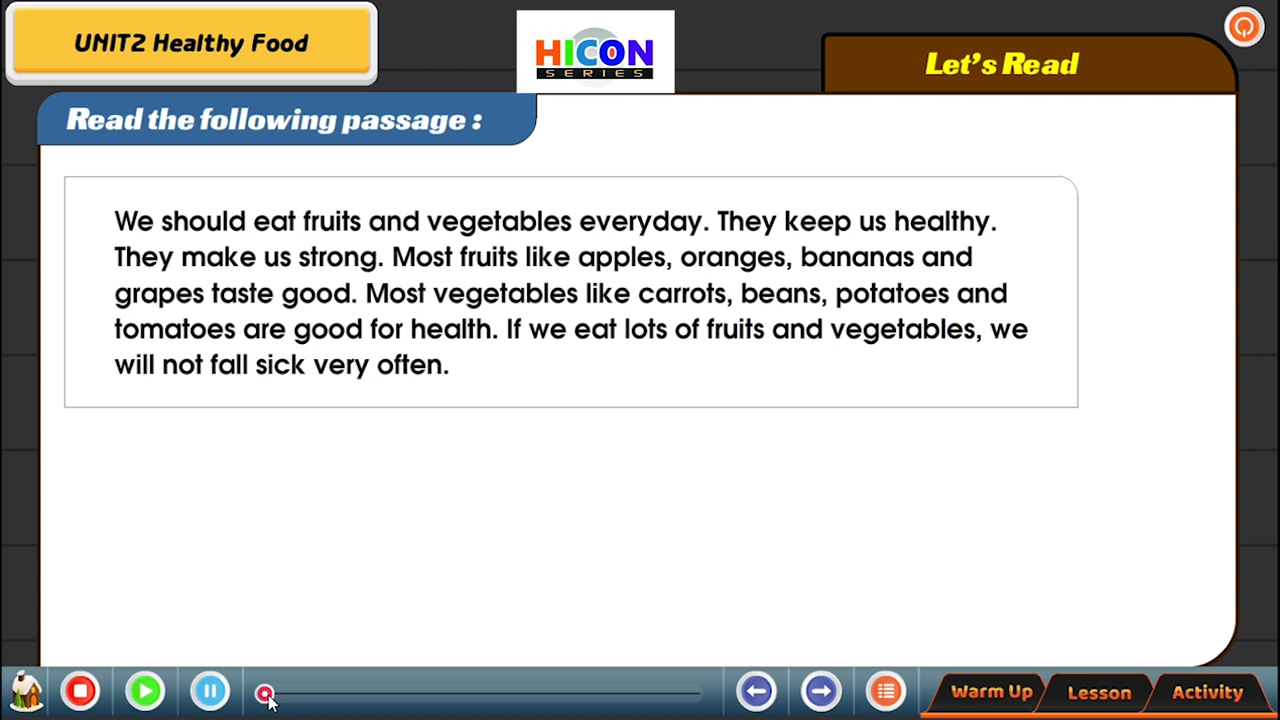 UNIT2 Healthy Food
HICON
SERIES
Let's Read
Read the following passage :
We should eat fruits and vegetables everyday. They keep us healthy.
They make us strong. Most fruits like apples, oranges, bananas and
grapes taste good. Most vegetables like carrots, beans, potatoes and
tomatoes are good for health. If we eat lots of fruits and vegetables, we
will not fall sick very often.
Warm Up
Lesson
Activity